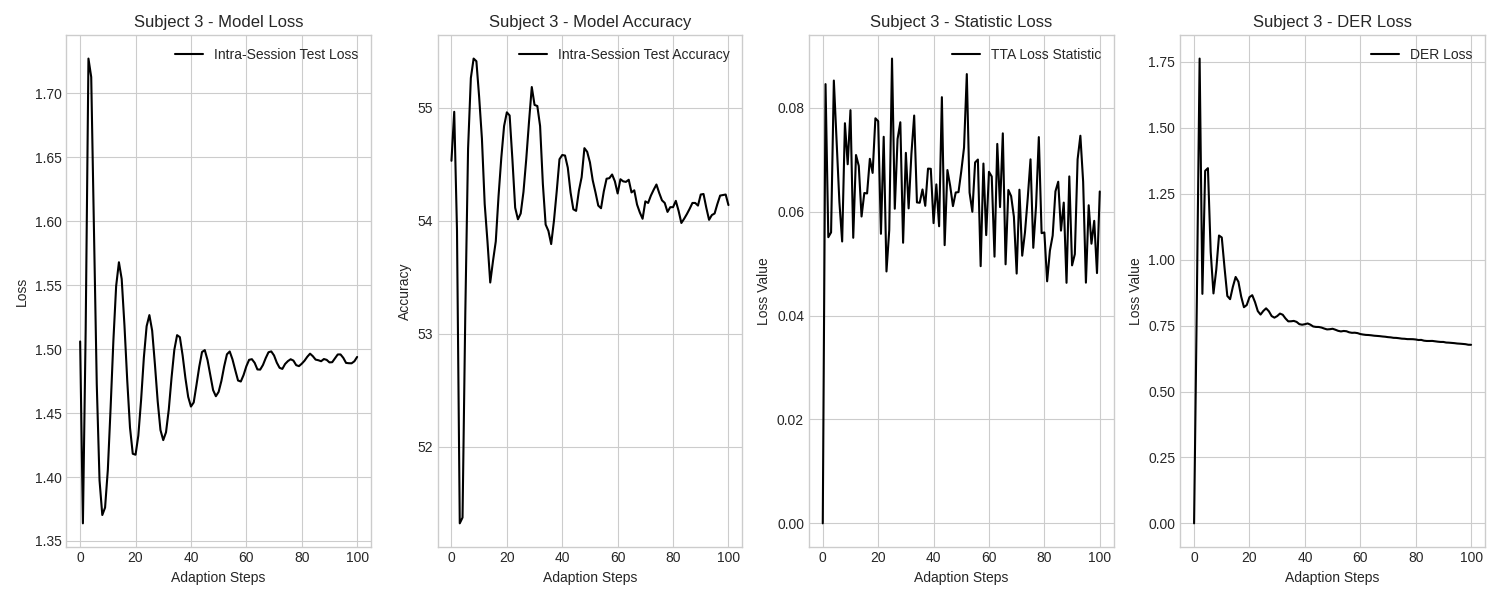 Subject 3 - Model Loss
Intra-Session Test Loss
1.70
1.65
1.60
1.55
1.50
1.45
1.40
1.35
Loss
0 20 40 60 80 100
Adaption Steps
Subject 3 - Model Accuracy
Intra-Session Test Accuracy
55
54
53
52
Accuracy
0 20 40 60 80 100
Adaption Steps
Subject 3 - Statistic Loss
TTA Loss Statistic
0.08
0.06
0.04
0.02
0.00
Loss Value
0 20 40 60 80 100
Adaption Steps
Subject 3 - DER Loss
DER Loss
1.75
1.50
1.25
1.00
0.75
0.50
0.25
0.00
Loss Value
0 20 40 60 80 100
Adaption Steps